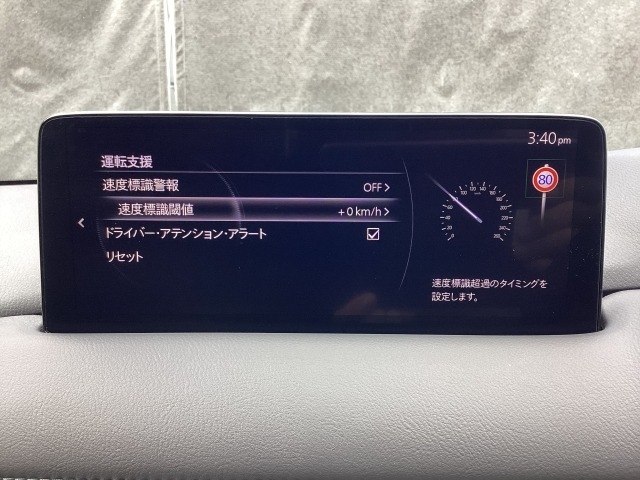 3:40pm
運転支援
速度標識警報 OFF
速度標識閾値 +0km/h
ドライバー・アテンション・アラート
リセット
80
速度標識超過のタイミングを
設定します。